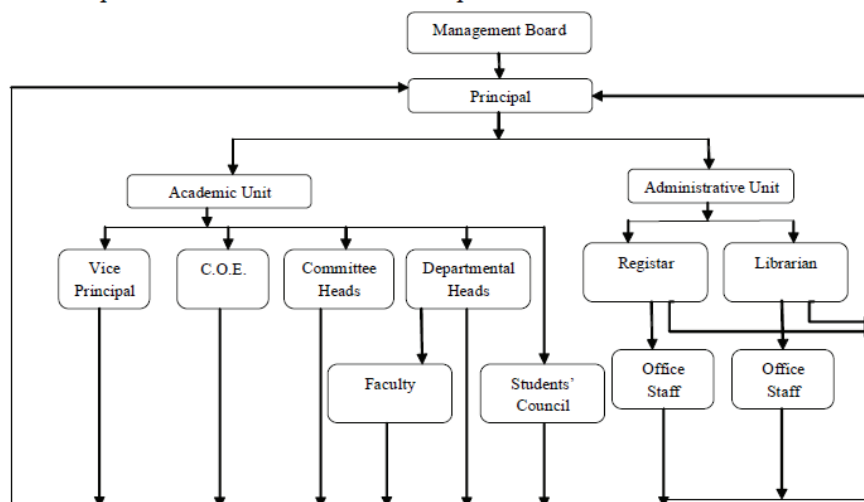 Management Board
Principal
Academic Unit
Administrative Unit
Vice
Principal
C.O.E.
Committee
Heads
Departmental
Heads
Registar
Librarian
Faculty
Students'
Council
Office
Staff
Office
Staff